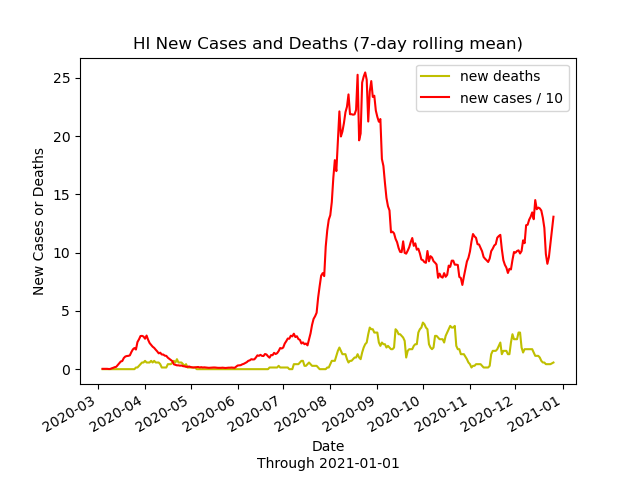 HI New Cases and Deaths (7-day rolling mean)
new deaths
new cases / 10
25
20
15
10
5
0
New Cases or Deaths
2020-03
2020-04
2020-05
2020-06
2020-07
2020-08
2020-09
2020-10
2020-11
2020-12
2021-01
Date
Through 2021-01-01